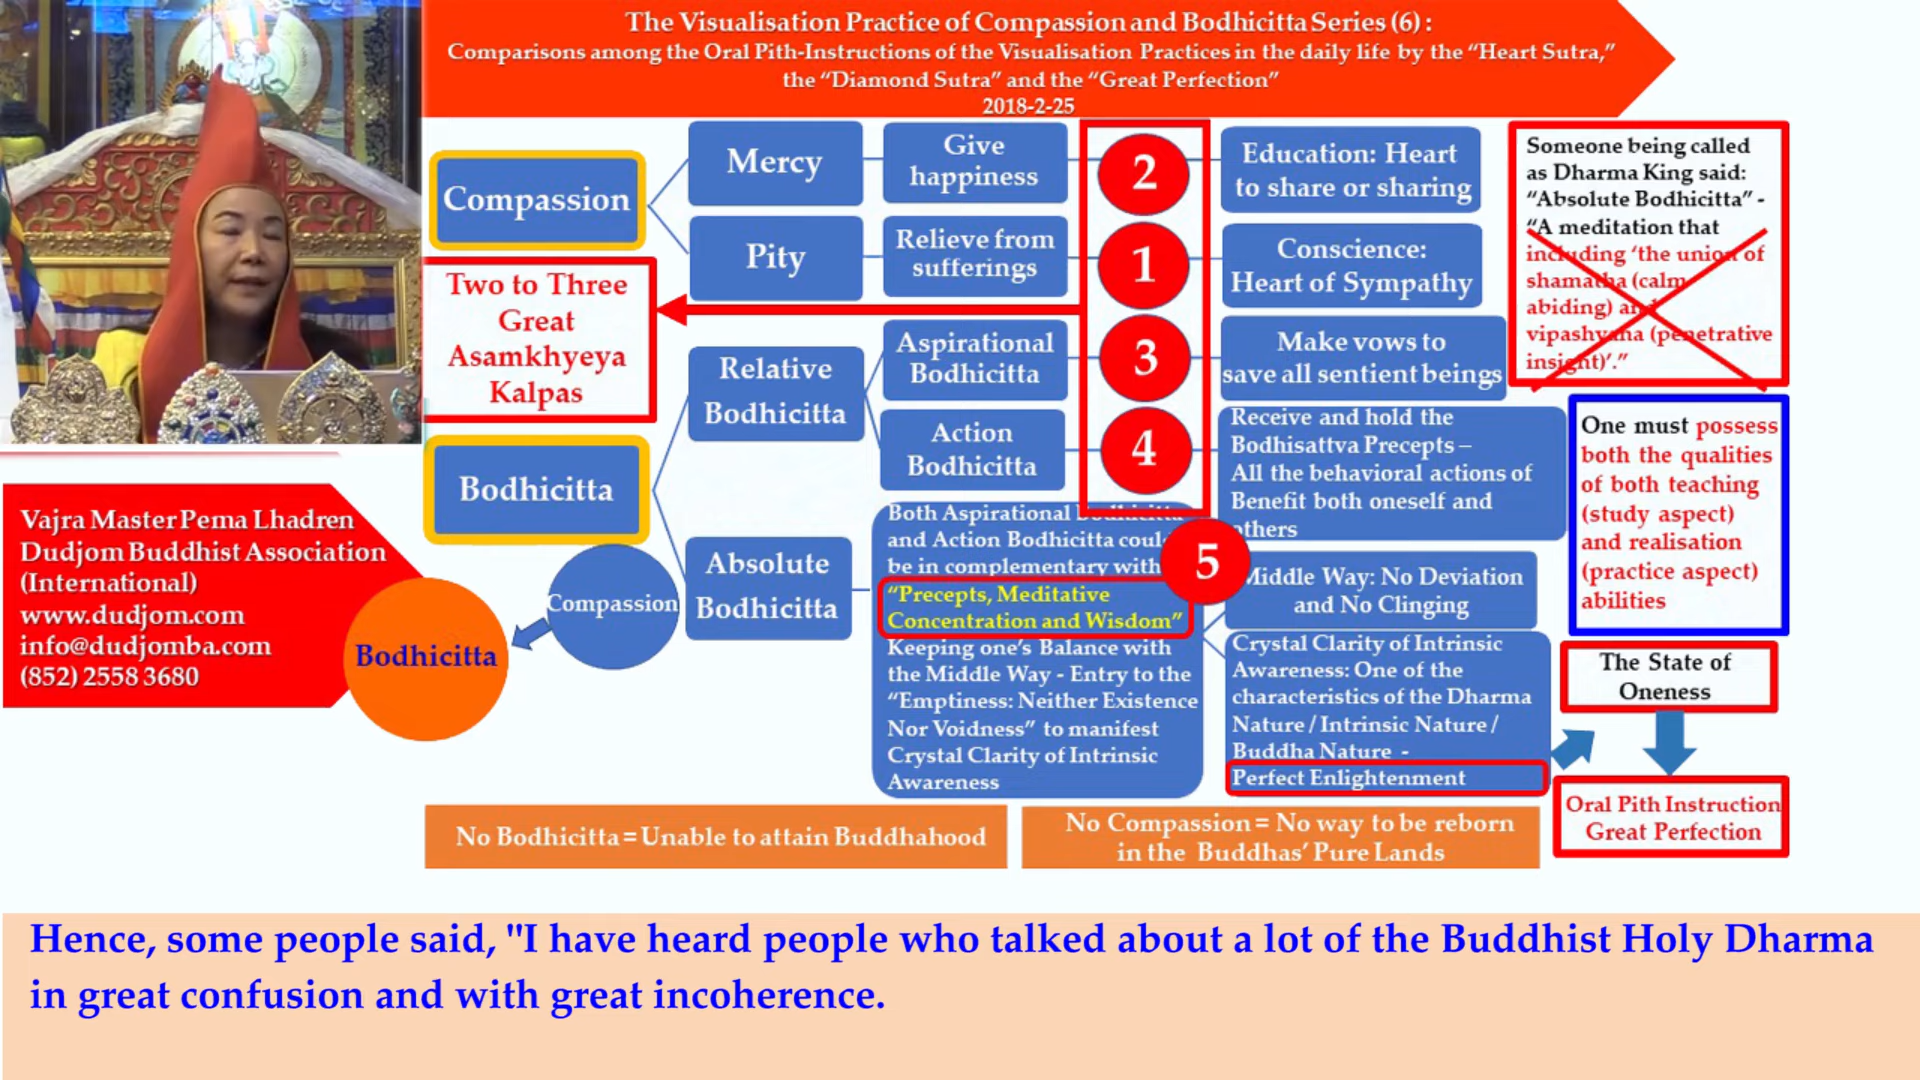 The Visualisation Practice of Compassion and Bodhicitta Series (6) :
Comparisons among the Oral Pith-Instructions of the Visualisation Practices in the daily life by the “Heart Sutra,”
the “Diamond Sutra” and the “Great Perfection”
2018-2-25
Compassion
Mercy
Give
happiness
2
Education: Heart
to share or sharing
Pity
Relieve from
sufferings
1
Conscience:
Heart of Sympathy
Someone being called
as Dharma King said:
“Absolute Bodhicitta” -
“A meditation that
including ‘the union of
shamatha (calm
abiding) and
vipashyana (penetrative
insight)’.”
Two to Three
Great
Asamkhyeya
Kalpas
Bodhicitta
Relative
Bodhicitta
Aspirational
Bodhicitta
3
Make vows to
save all sentient beings
Action
Bodhicitta
4
Receive and hold the
Bodhisattva Precepts –
All the behavioral actions of
Benefit both oneself and
others
One must possess
both the qualities
of both teaching
(study aspect)
and realisation
(practice aspect)
abilities
Absolute
Bodhicitta
Both Aspirational Bodhicitta
and Action Bodhicitta could
be in complementary with
“Precepts, Meditative
Concentration and Wisdom”
Keeping one’s Balance with
the Middle Way - Entry to the
“Emptiness: Neither Existence
Nor Voidness” to manifest
Crystal Clarity of Intrinsic
Awareness
5
Middle Way: No Deviation
and No Clinging
Crystal Clarity of Intrinsic
Awareness: One of the
characteristics of the Dharma
Nature / Intrinsic Nature /
Buddha Nature -
Perfect Enlightenment
The State of
Oneness
Oral Pith Instruction
Great Perfection
Vajra Master Pema Lhadren
Dudjom Buddhist Association
(International)
www.dudjom.com
info@dudjomba.com
(852) 2558 3680
Compassion
Bodhicitta
No Bodhicitta = Unable to attain Buddhahood
No Compassion = No way to be reborn
in the Buddhas’ Pure Lands
Hence, some people said, "I have heard people who talked about a lot of the Buddhist Holy Dharma
in great confusion and with great incoherence.